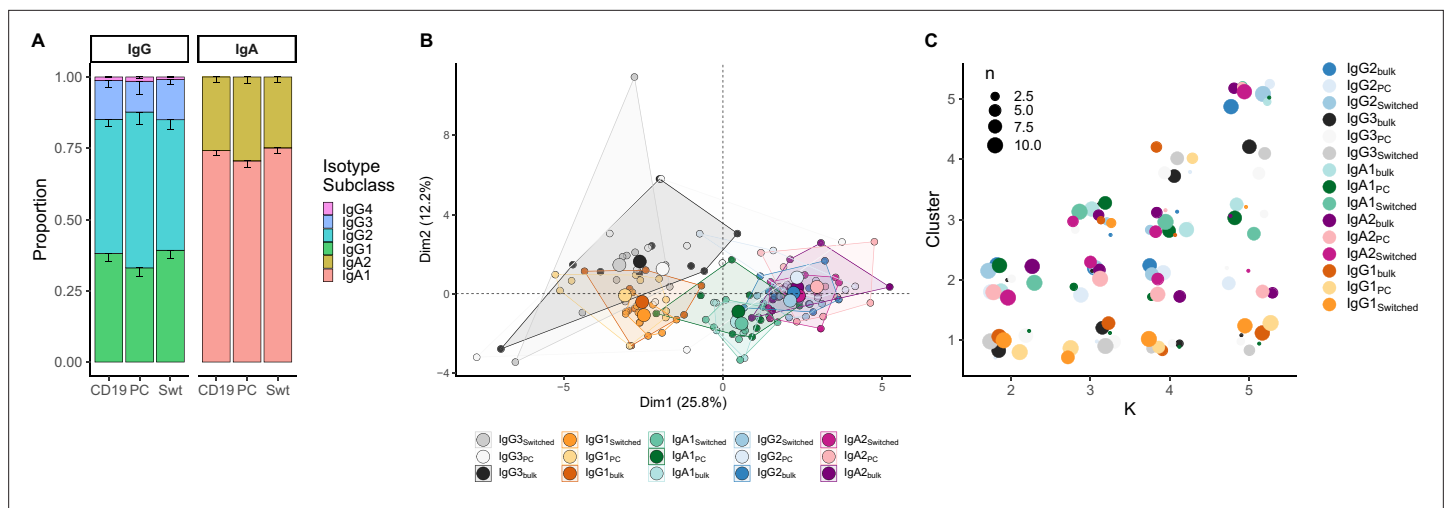 A
IgG
IgA
Proportion
1.00
0.75
0.50
0.25
0.00
CD19 PC Swt
CD19 PC Swt
Isotype
Subclass
IgG4
IgG3
IgG2
IgG1
IgA2
IgA1
B
Dim2 (12.2%)
8
4
0
−4
−5
0
5
Dim1 (25.8%)
IgG3Switched
IgG1Switched
IgA1Switched
IgG2Switched
IgA2Switched
IgG3PC
IgG1PC
IgA1PC
IgG2PC
IgA2PC
IgG3bulk
IgG1bulk
IgA1bulk
IgG2bulk
IgA2bulk
C
n
2.5
5.0
7.5
10.0
Cluster
5
4
3
2
1
2
3
4
5
K
IgG2bulk
IgG2PC
IgG2Switched
IgG3bulk
IgG3PC
IgG3Switched
IgA1bulk
IgA1PC
IgA1Switched
IgA2bulk
IgA2PC
IgA2Switched
IgG1bulk
IgG1PC
IgG1Switched